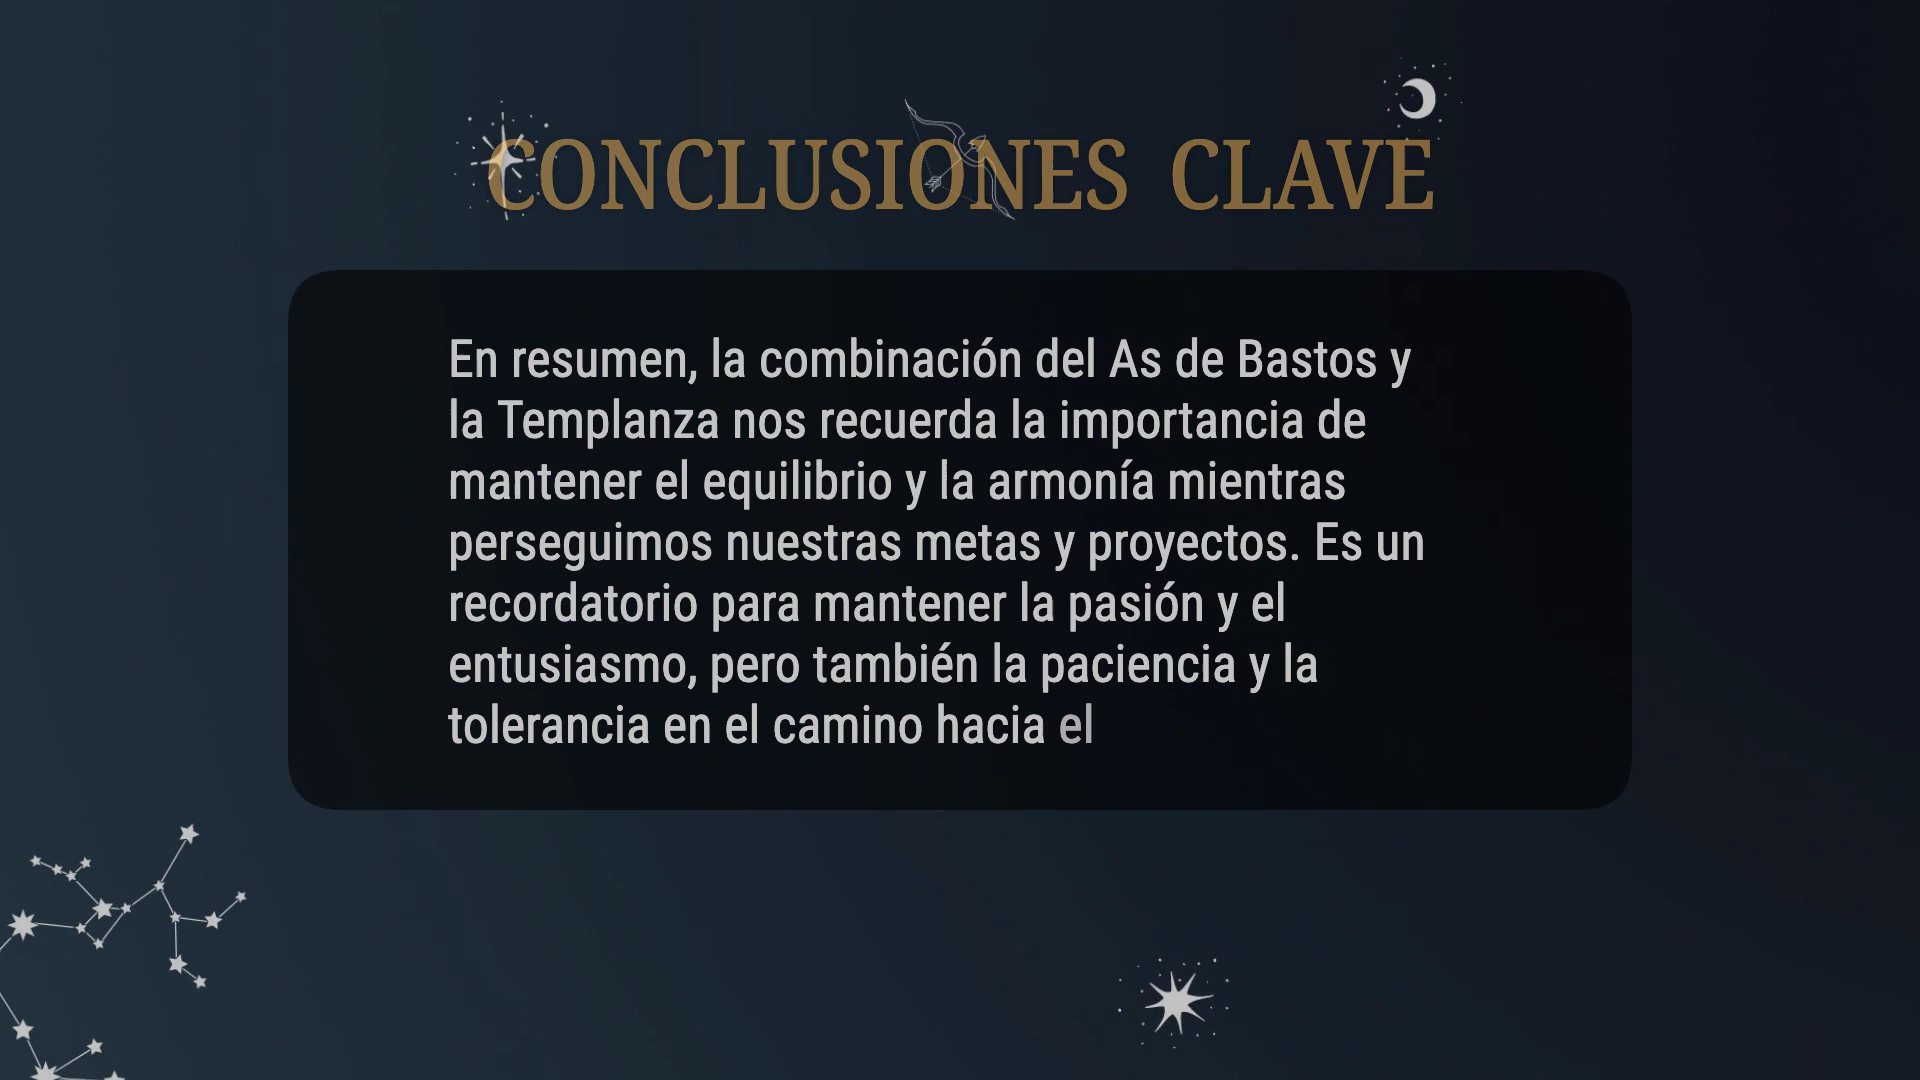 CONCLUSIONES CLAVE
En resumen, la combinación del As de Bastos y
la Templanza nos recuerda la importancia de
mantener el equilibrio y la armonía mientras
perseguimos nuestras metas y proyectos. Es un
recordatorio para mantener la pasión y el
entusiasmo, pero también la paciencia y la
tolerancia en el camino hacia el